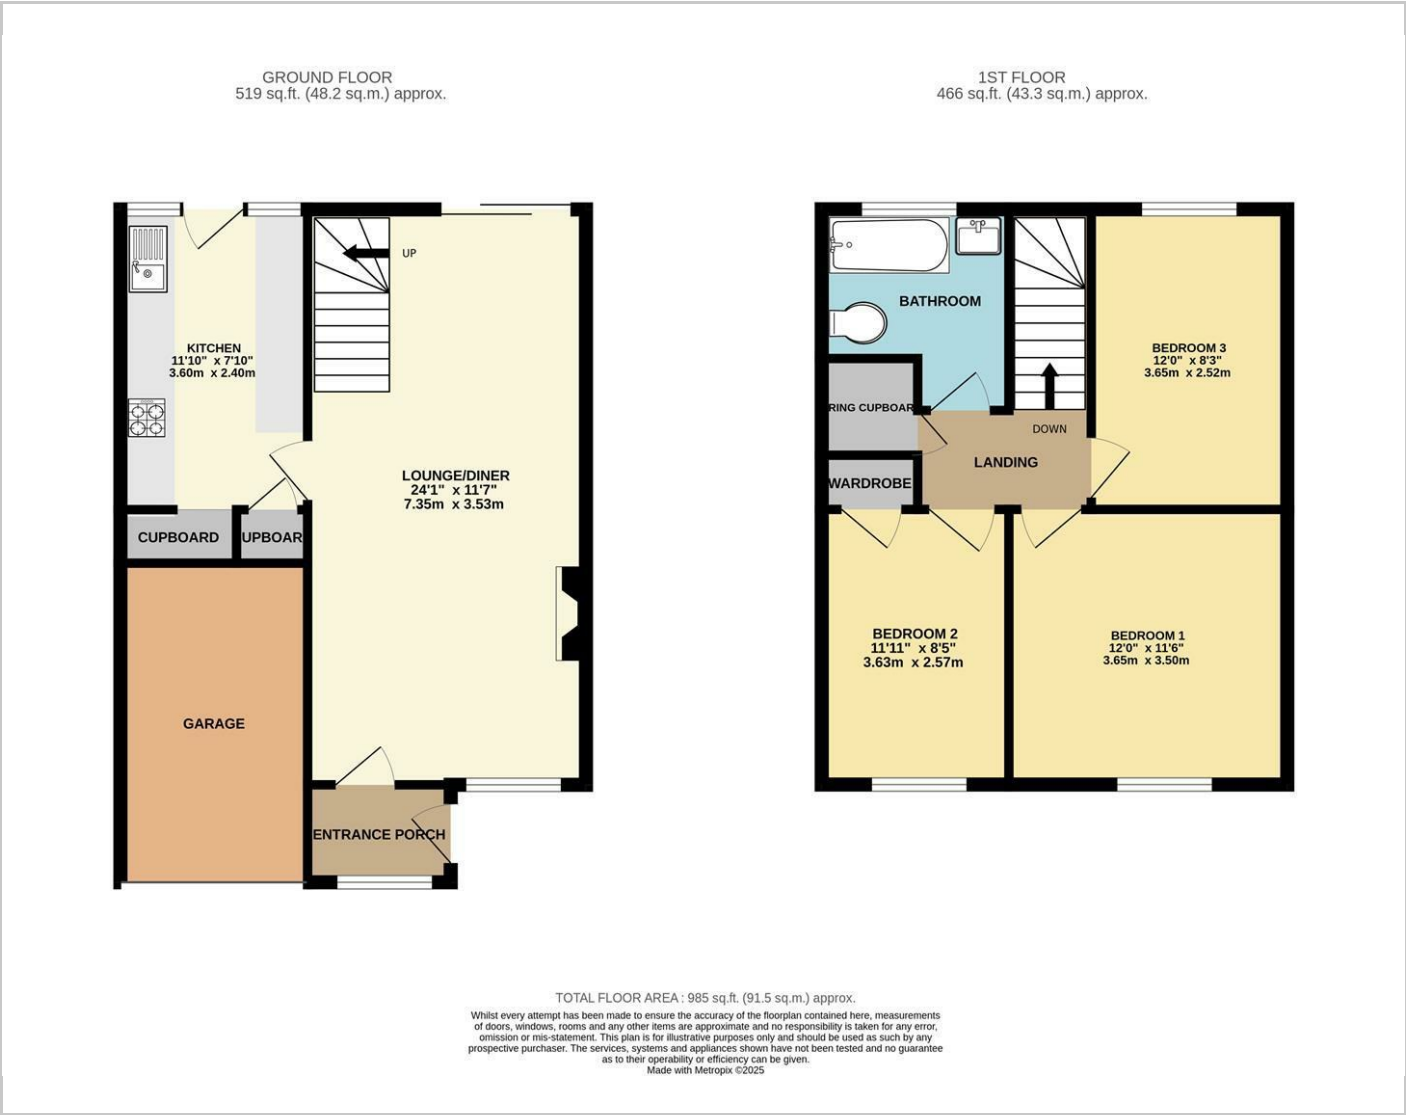 GROUND FLOOR
519 sq.ft. (48.2 sq.m.) approx.
1ST FLOOR
466 sq.ft. (43.3 sq.m.) approx.
UP
KITCHEN
11'10" x 7'10"
3.60m x 2.40m
LOUNGE/DINER
24'1" x 11'7"
7.35m x 3.53m
CUPBOARD
UPBOAR
GARAGE
ENTRANCE PORCH
BATHROOM
BEDROOM 3
12'0" x 8'3"
3.65m x 2.52m
RING CUPBOAR
DOWN
LANDING
WARDROBE
BEDROOM 2
11'11" x 8'5"
3.63m x 2.57m
BEDROOM 1
12'0" x 11'6"
3.65m x 3.50m
TOTAL FLOOR AREA : 985 sq.ft. (91.5 sq.m.) approx.
Whilst every attempt has been made to ensure the accuracy of the floorplan contained here, measurements
of doors, windows, rooms and any other items are approximate and no responsibility is taken for any error,
omission or mis-statement. This plan is for illustrative purposes only and should be used as such by any
prospective purchaser. The services, systems and appliances shown have not been tested and no guarantee
as to their operability or efficiency can be given.
Made with Metropix ©2025